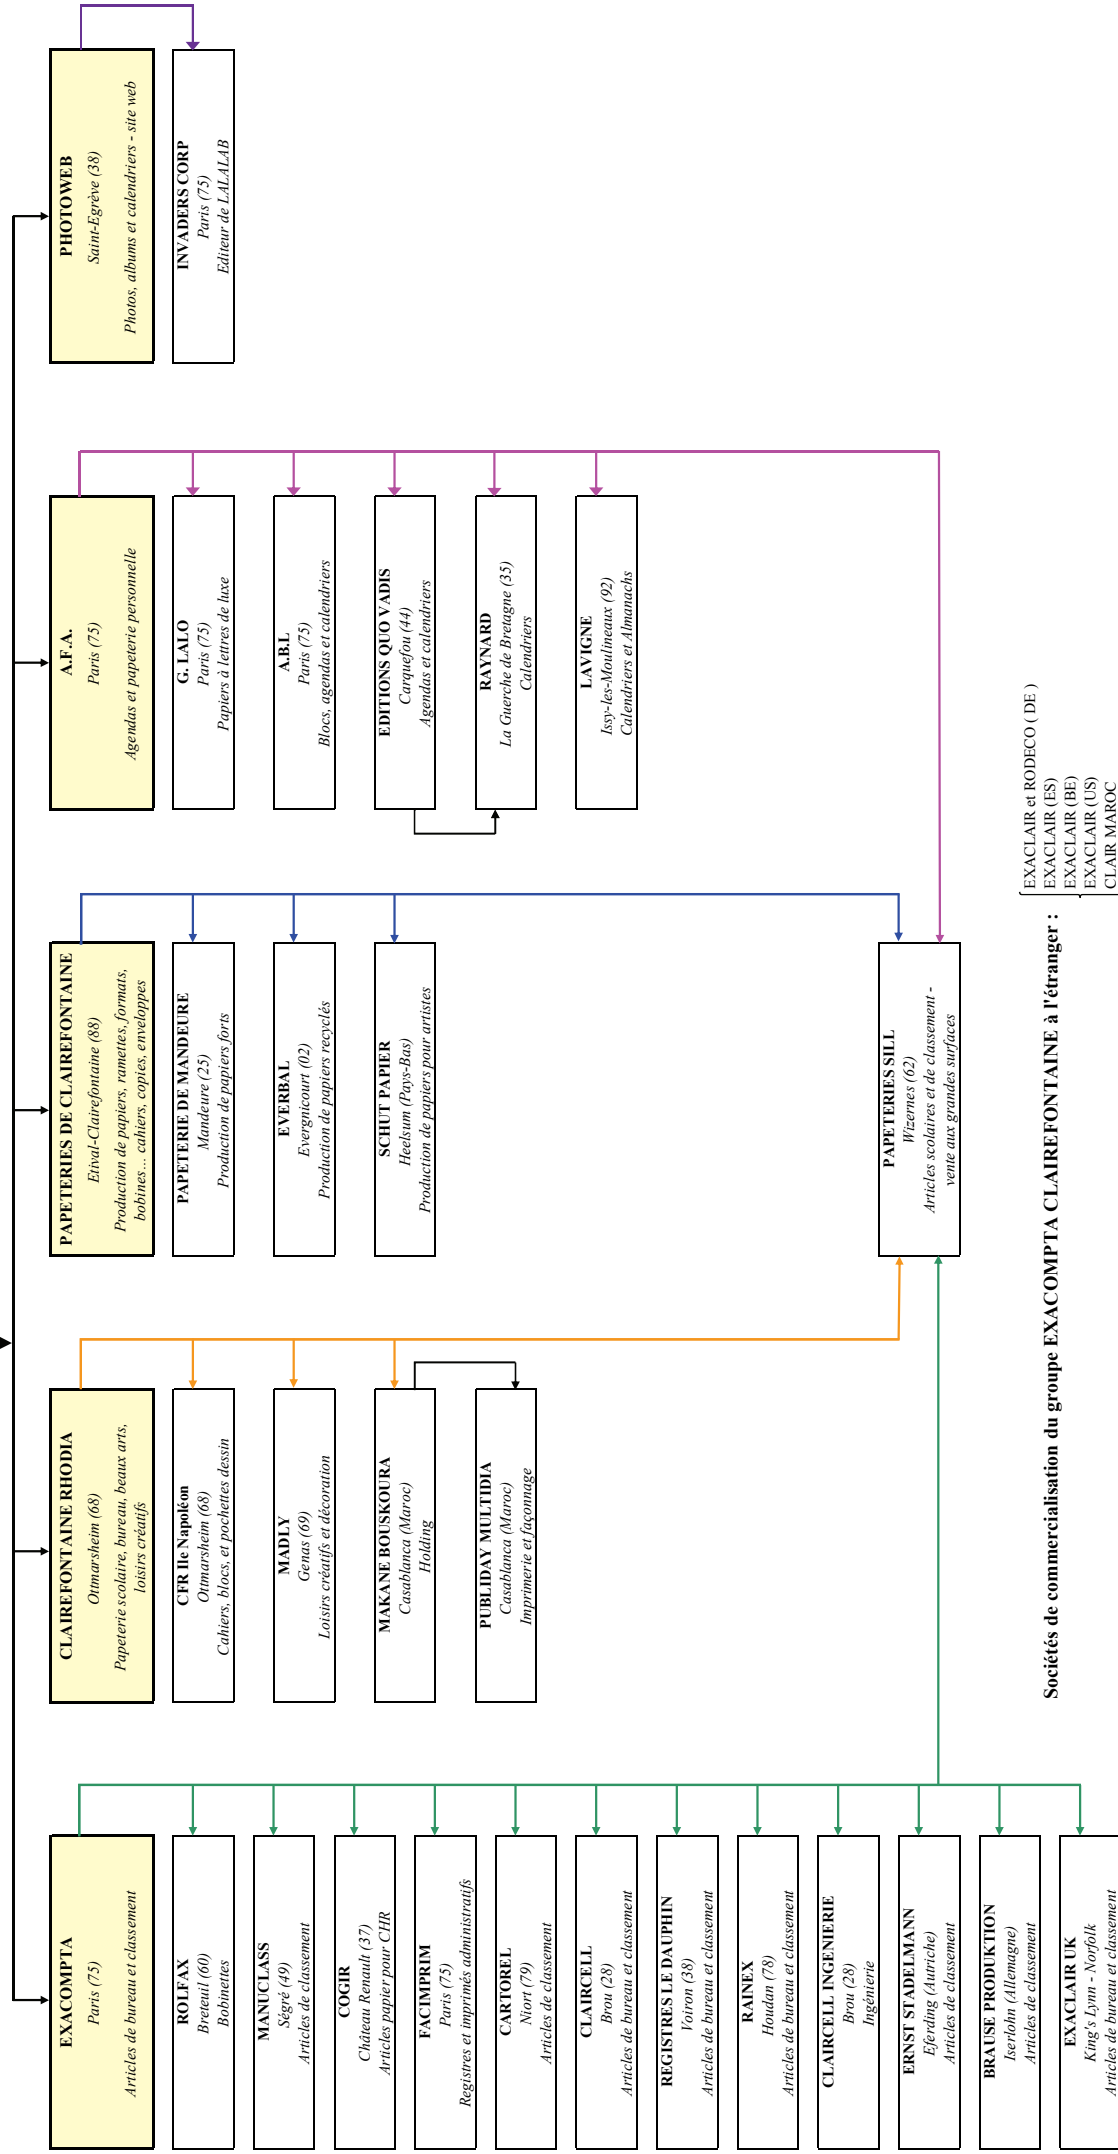 EXACOMPTA
Paris (75)
Articles de bureau et classement
ROLFAX
Breteuil (60)
Bobinettes
MANUCLASS
Ségré (49)
Articles de classement
COGIR
Château Renault (37)
Articles papier pour CHR
FACIMPRIM
Paris (75)
Registres et imprimés administratifs
CARTOREL
Niort (79)
Articles de classement
CLAIRCELL
Brou (28)
Articles de bureau et classement
REGISTRES LE DAUPHIN
Voiron (38)
Articles de bureau et classement
RAINEX
Houdan (78)
Articles de bureau et classement
CLAIRCELL INGENIERIE
Brou (28)
Ingénierie
ERNST STADELMANN
Eferding (Autriche)
Articles de classement
BRAUSE PRODUKTION
Iserlohn (Allemagne)
Articles de classement
EXACLAIR UK
King's Lynn - Norfolk
Articles de bureau et classement
CLAIREFONTAINE RHODIA
Ottmarsheim (68)
Papeterie scolaire, bureau, beaux arts,
loisirs créatifs
CFR Ile Napoléon
Ottmarsheim (68)
Cahiers, blocs, et pochettes dessin
MADLY
Genas (69)
Loisirs créatifs et décoration
MAKANE BOUSKOURA
Casablanca (Maroc)
Holding
PUBLIDAY MULTIDIA
Casablanca (Maroc)
Imprimerie et façonnage
PAPETERIES DE CLAIREFONTAINE
Etival-Clairefontaine (88)
Production de papiers, ramettes, formats,
bobines... cahiers, copies, enveloppes
PAPETERIE DE MANDEURE
Mandeure (25)
Production de papiers forts
EVERBAL
Evergnicourt (02)
Production de papiers recyclés
SCHUT PAPIER
Heelsum (Pays-Bas)
Production de papiers pour artistes
PAPETERIES SILL
Wizernes (62)
Articles scolaires et de classement -
vente aux grandes surfaces
A.F.A.
Paris (75)
Agendas et papeterie personnelle
G. LALO
Paris (75)
Papiers à lettres de luxe
A.B.L
Paris (75)
Blocs, agendas et calendriers
EDITIONS QUO VADIS
Carquefou (44)
Agendas et calendriers
RAYNARD
La Guerche de Bretagne (35)
Calendriers
LAVIGNE
Issy-les-Moulineaux (92)
Calendriers et Almanachs
PHOTOWEB
Saint-Egrève (38)
Photos, albums et calendriers - site web
INVADERS CORP
Paris (75)
Editeur de LALALAB
Sociétés de commercialisation du groupe EXACOMPTA CLAIREFONTAINE à l'étranger :
EXACLAIR et RODECO ( DE )
EXACLAIR (ES)
EXACLAIR (BE)
EXACLAIR (US)
CLAIR MAROC